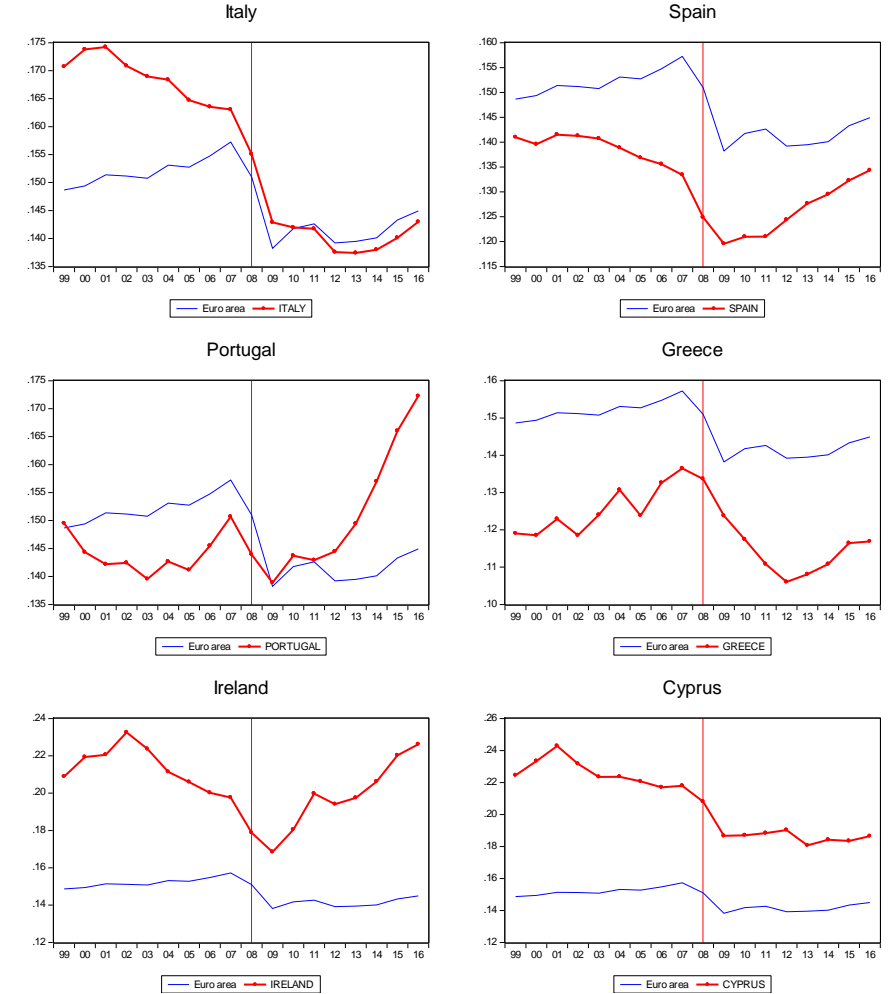 Italy
.175
.170
.165
.160
.155
.150
.145
.140
.135
99 00 01 02 03 04 05 06 07 08 09 10 11 12 13 14 15 16
Euro area ITALY
Spain
.160
.155
.150
.145
.140
.135
.130
.125
.120
.115
99 00 01 02 03 04 05 06 07 08 09 10 11 12 13 14 15 16
Euro area SPAIN
Portugal
.175
.170
.165
.160
.155
.150
.145
.140
.135
99 00 01 02 03 04 05 06 07 08 09 10 11 12 13 14 15 16
Euro area PORTUGAL
Greece
.16
.15
.14
.13
.12
.11
.10
99 00 01 02 03 04 05 06 07 08 09 10 11 12 13 14 15 16
Euro area GREECE
Ireland
.24
.22
.20
.18
.16
.14
.12
99 00 01 02 03 04 05 06 07 08 09 10 11 12 13 14 15 16
Euro area IRELAND
Cyprus
.26
.24
.22
.20
.18
.16
.14
.12
99 00 01 02 03 04 05 06 07 08 09 10 11 12 13 14 15 16
Euro area CYPRUS